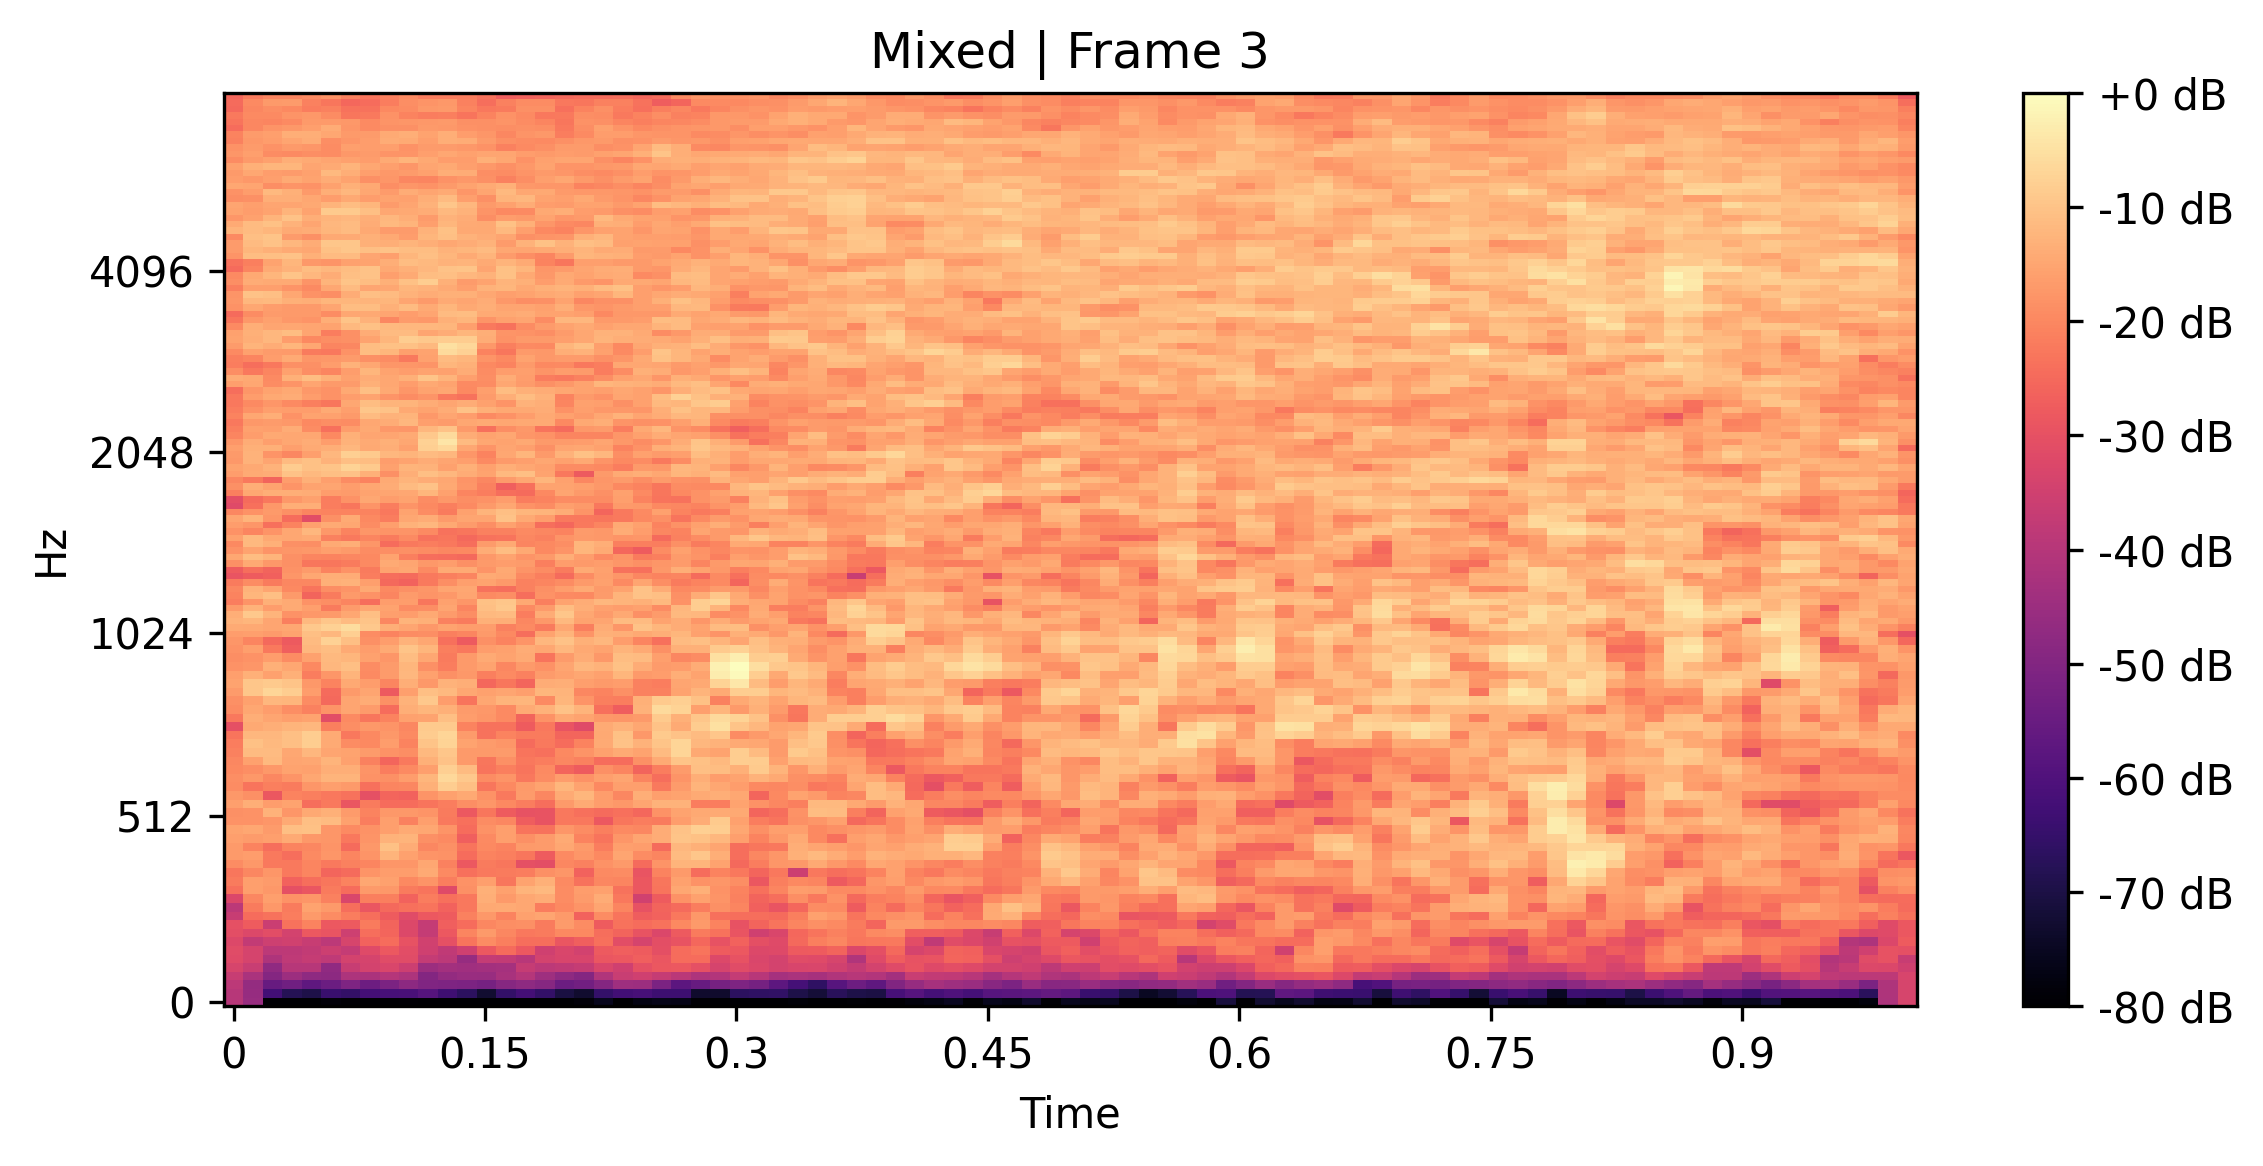 Mixed | Frame 3
Hz
4096
2048
1024
512
0
0 0.15 0.3 0.45 0.6 0.75 0.9
Time
+0 dB
-10 dB
-20 dB
-30 dB
-40 dB
-50 dB
-60 dB
-70 dB
-80 dB